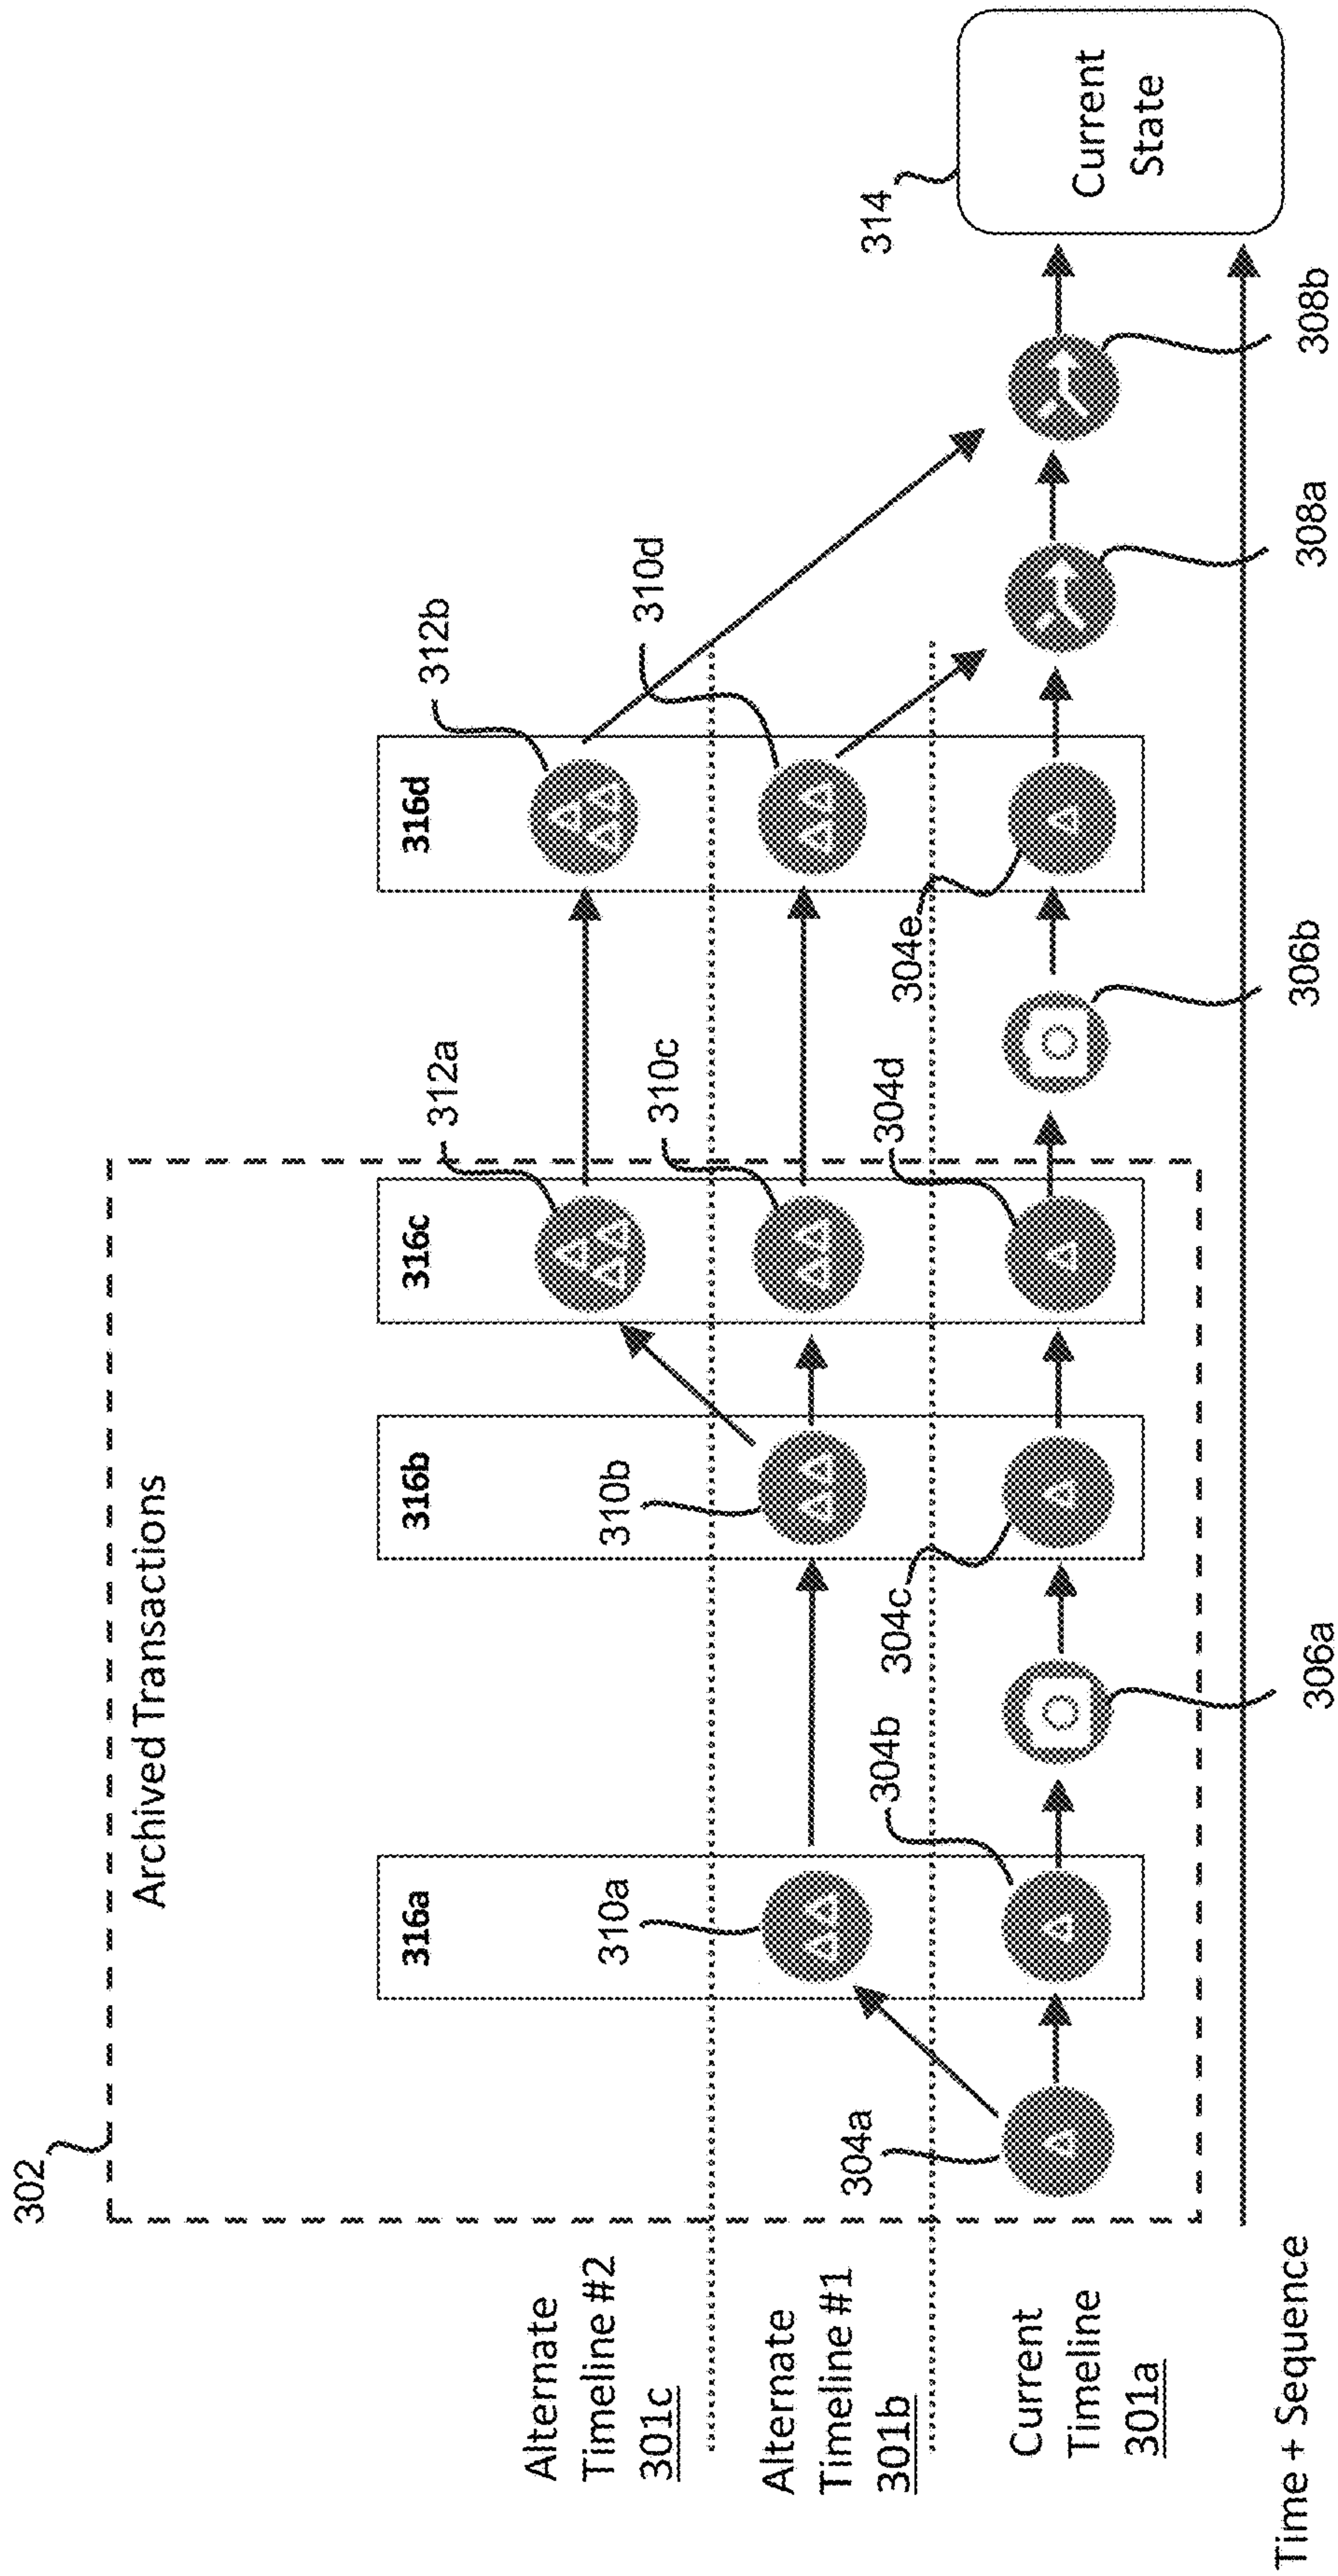 302
Archived Transactions
316a
316b
316c
316d
Alternate
Timeline #2
301c
312a
312b
310a
310b
310c
310d
Alternate
Timeline #1
301b
304a
304b
304c
304d
304e
314
Current
State
Current
Timeline
301a
Time + Sequence
306a
306b
308a
308b